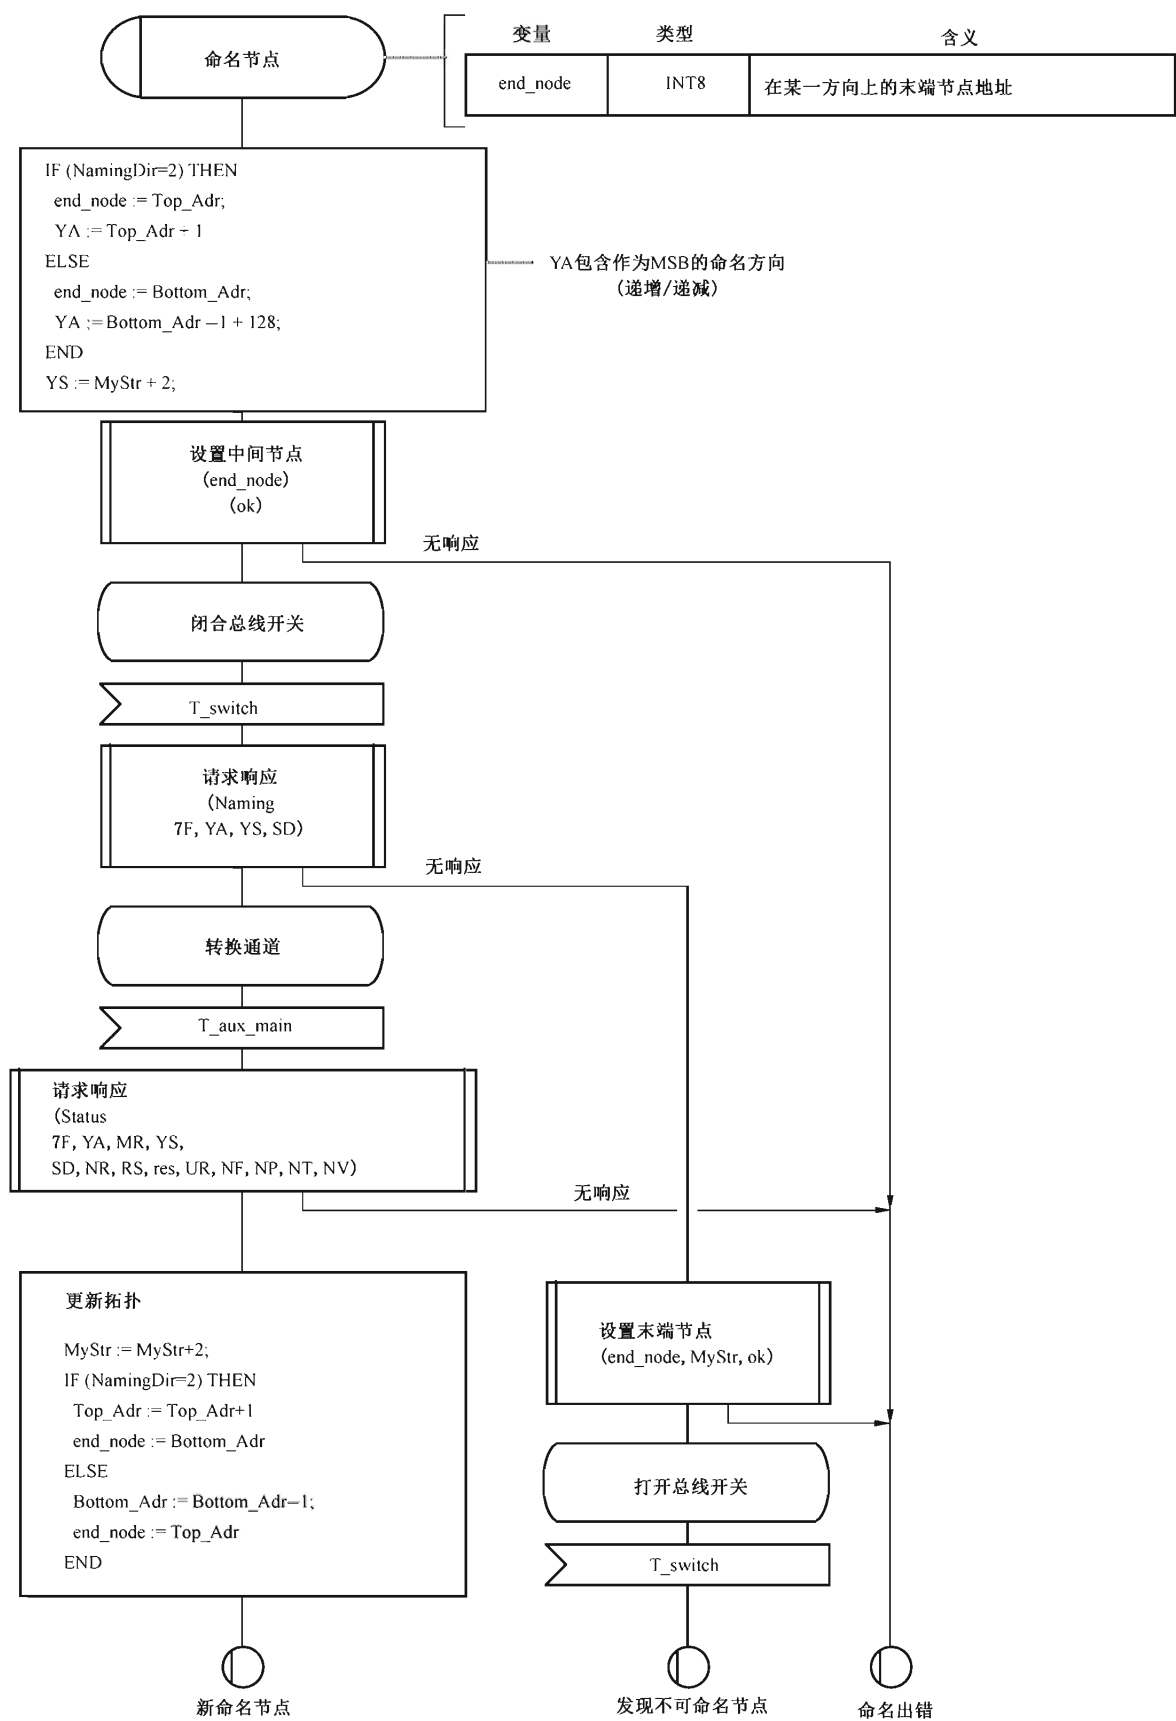 命名节点
变量 类型 含义
end_node INT8 在某一方向上的末端节点地址
IF (NamingDir=2) THEN
end_node := Top_Adr;
YA := Top_Adr + 1
ELSE
end_node := Bottom_Adr;
YA := Bottom_Adr —1 + 128;
END
YS := MyStr + 2;
YA包含作为MSB的命名方向
(递增/递减)
设置中间节点
(end_node)
(ok)
无响应
闭合总线开关
T_switch
请求响应
(Naming
7F, YA, YS, SD)
无响应
转换通道
T_aux_main
请求响应
(Status
7F, YA, MR, YS,
SD, NR, RS, res, UR, NF, NP, NT, NV)
无响应
更新拓扑
MyStr := MyStr+2;
IF (NamingDir=2) THEN
Top_Adr := Top_Adr+1
end_node := Bottom_Adr
ELSE
Bottom_Adr := Bottom_Adr—1;
end_node := Top_Adr
END
设置末端节点
(end_node, MyStr, ok)
打开总线开关
T_switch
新命名节点
发现不可命名节点
命名出错